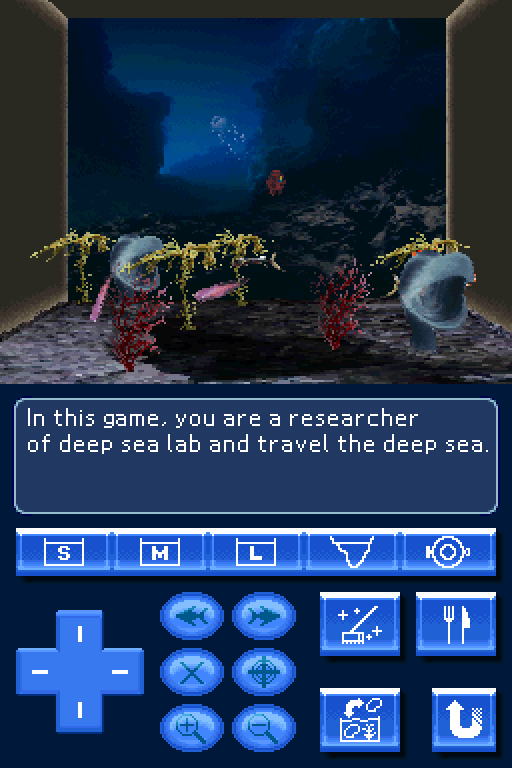 In this game, you are a researcher
of deep sea lab and travel the deep sea.
S M L